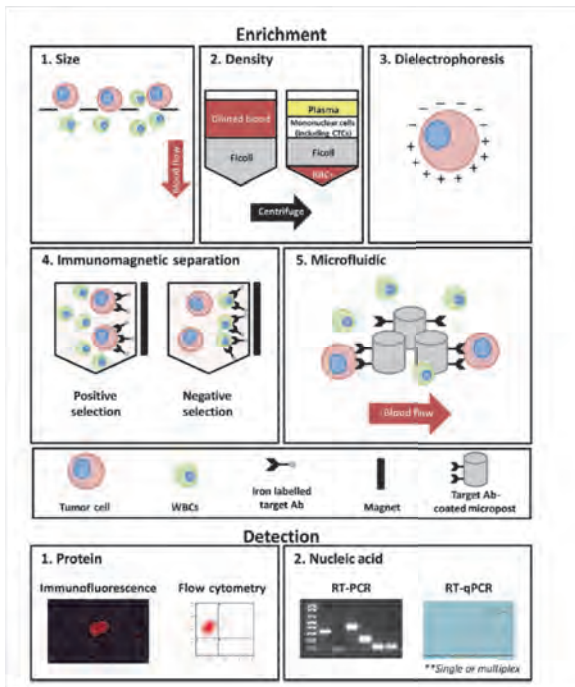 Enrichment
1. Size
Blood flow
2. Density
Diluted blood
Ficoll
Plasma
Mononuclear cells
(including CTCs)
Ficoll
RBCs
Centrifuge
3. Dielectrophoresis
4. Immunomagnetic separation
Positive
selection
Negative
selection
5. Microfluidic
Blood flow
Tumor cell
WBCs
Iron labelled
target Ab
Magnet
Target Ab-
coated micropost
Detection
1. Protein
Immunofluorescence
Flow cytometry
2. Nucleic acid
RT-PCR
RT-qPCR
**Single or multiplex